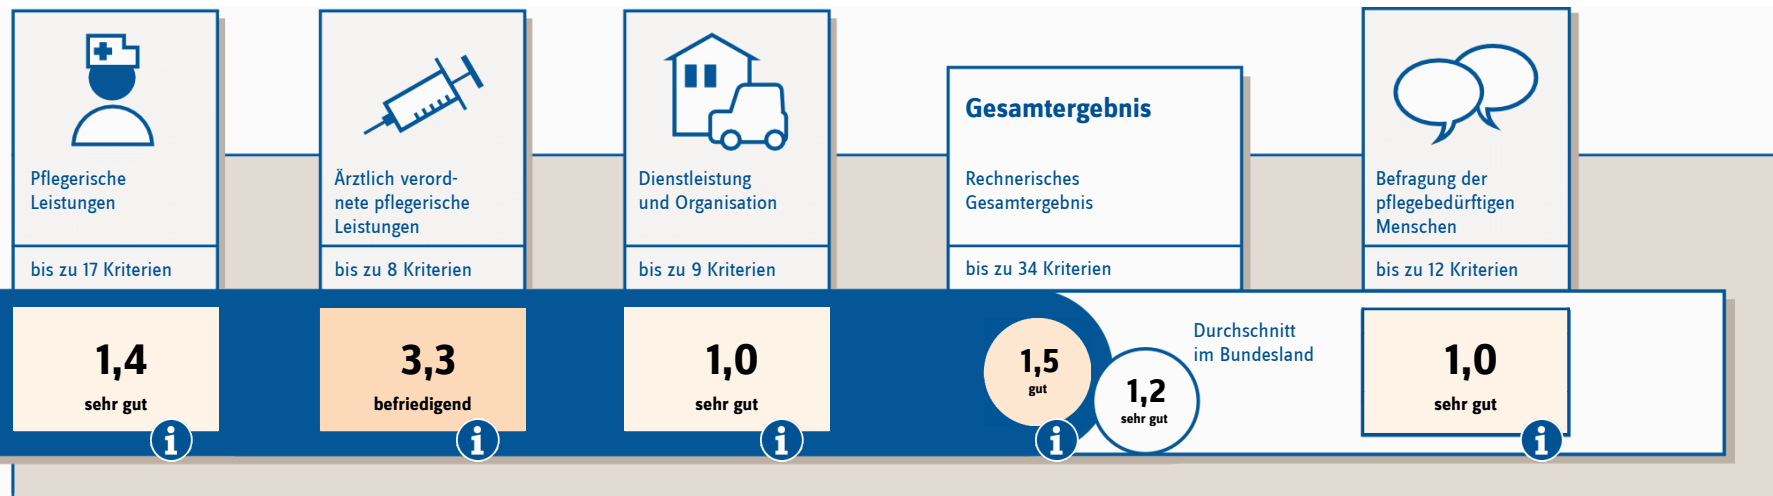 Pflegerische
Leistungen
bis zu 17 Kriterien
1,4
sehr gut
i
Ärztlich verord-
nete pflegerische
Leistungen
bis zu 8 Kriterien
3,3
befriedigend
i
Dienstleistung
und Organisation
bis zu 9 Kriterien
1,0
sehr gut
i
Gesamtergebnis
Rechnerisches
Gesamtergebnis
bis zu 34 Kriterien
1,5
gut
i
Durchschnitt
im Bundesland
1,2
sehr gut
Befragung der
pflegebedürftigen
Menschen
bis zu 12 Kriterien
1,0
sehr gut
i